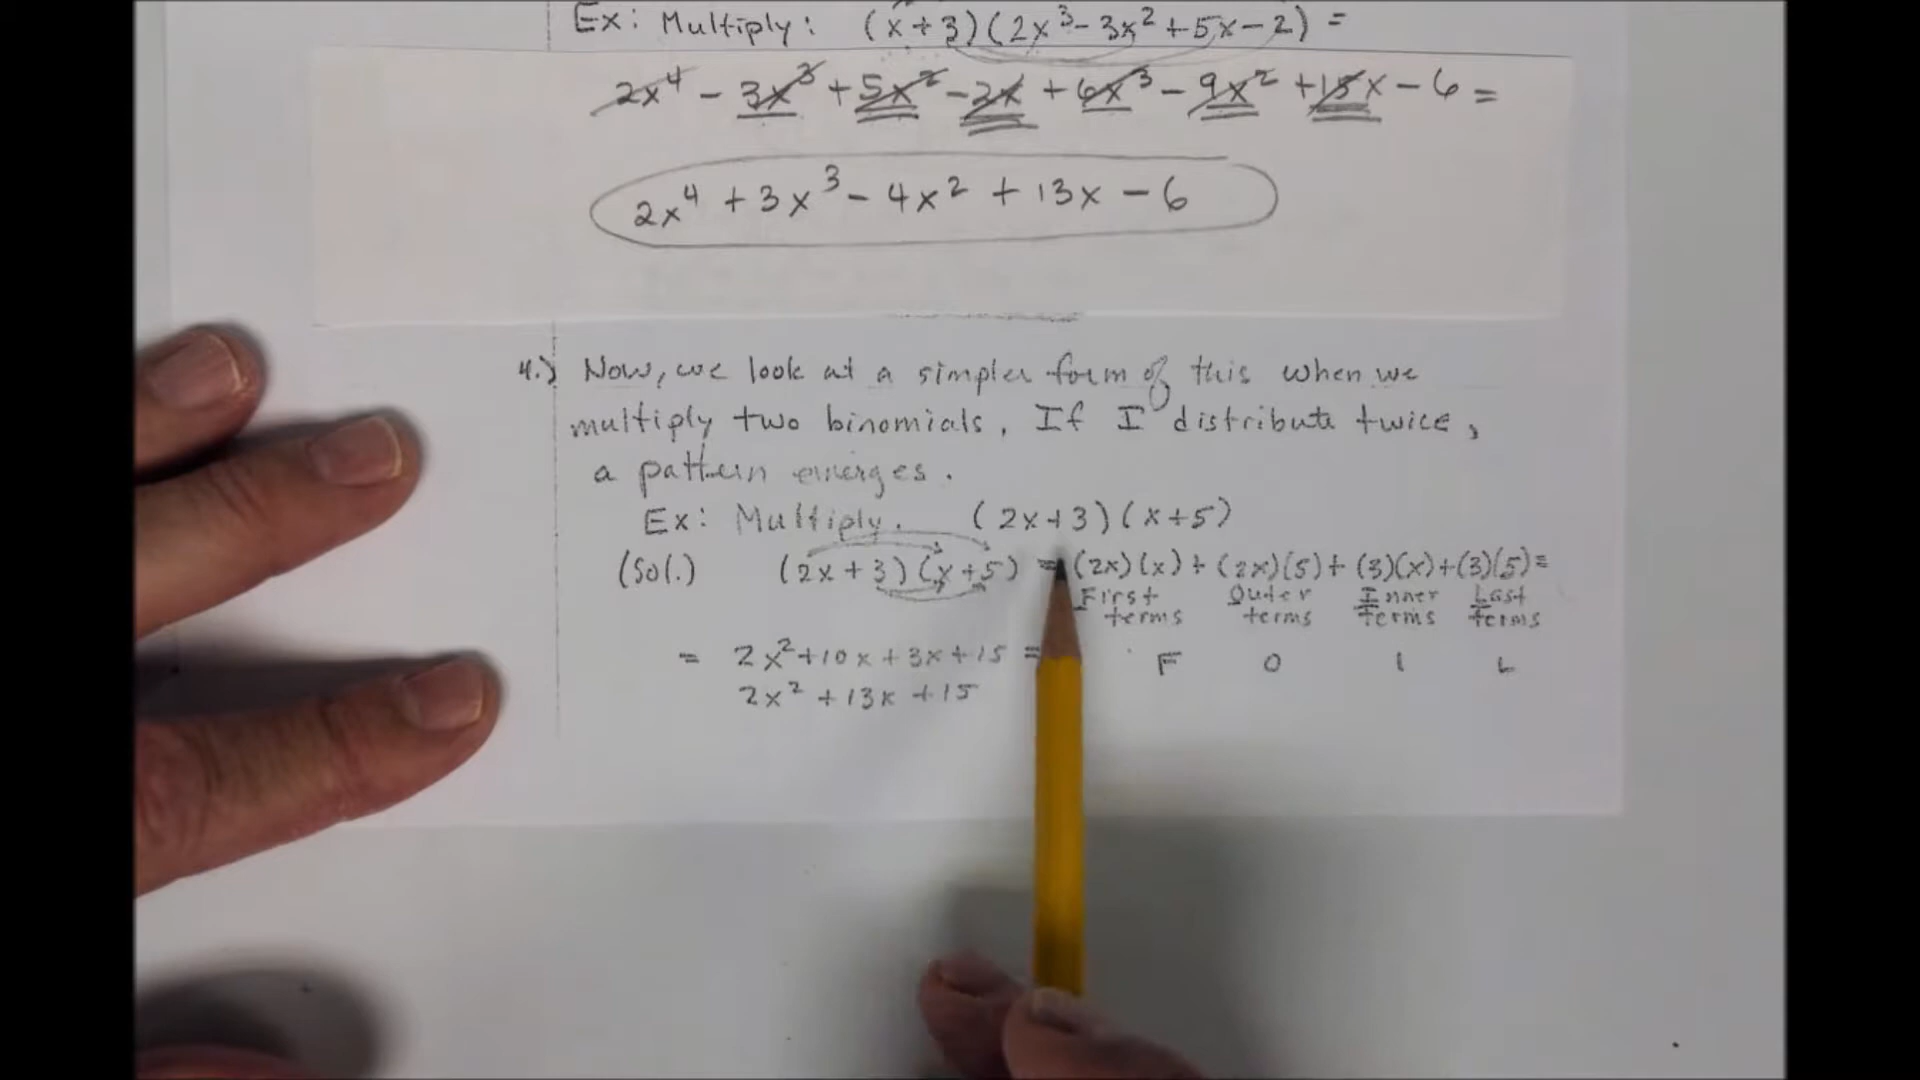 Ex: Multiply: (x+3)(2x³-3x²+5x-2) =
2x⁴ - 3x³ + 5x² - 2x + 6x³ - 9x² + 15x - 6 =
2x⁴ + 3x³ - 4x² + 13x - 6
4.) Now, we look at a simpler form of this when we
multiply two binomials. If I distribute twice,
a pattern emerges.
Ex: Multiply. (2x+3)(x+5)
(Sol.) (2x+3)(x+5) = (2x)(x) + (2x)(5) + (3)(x)+(3)(5) =
First terms Outer terms Inner terms Last terms
= 2x²+10x+3x+15 = F O I L
2x² + 13x + 15